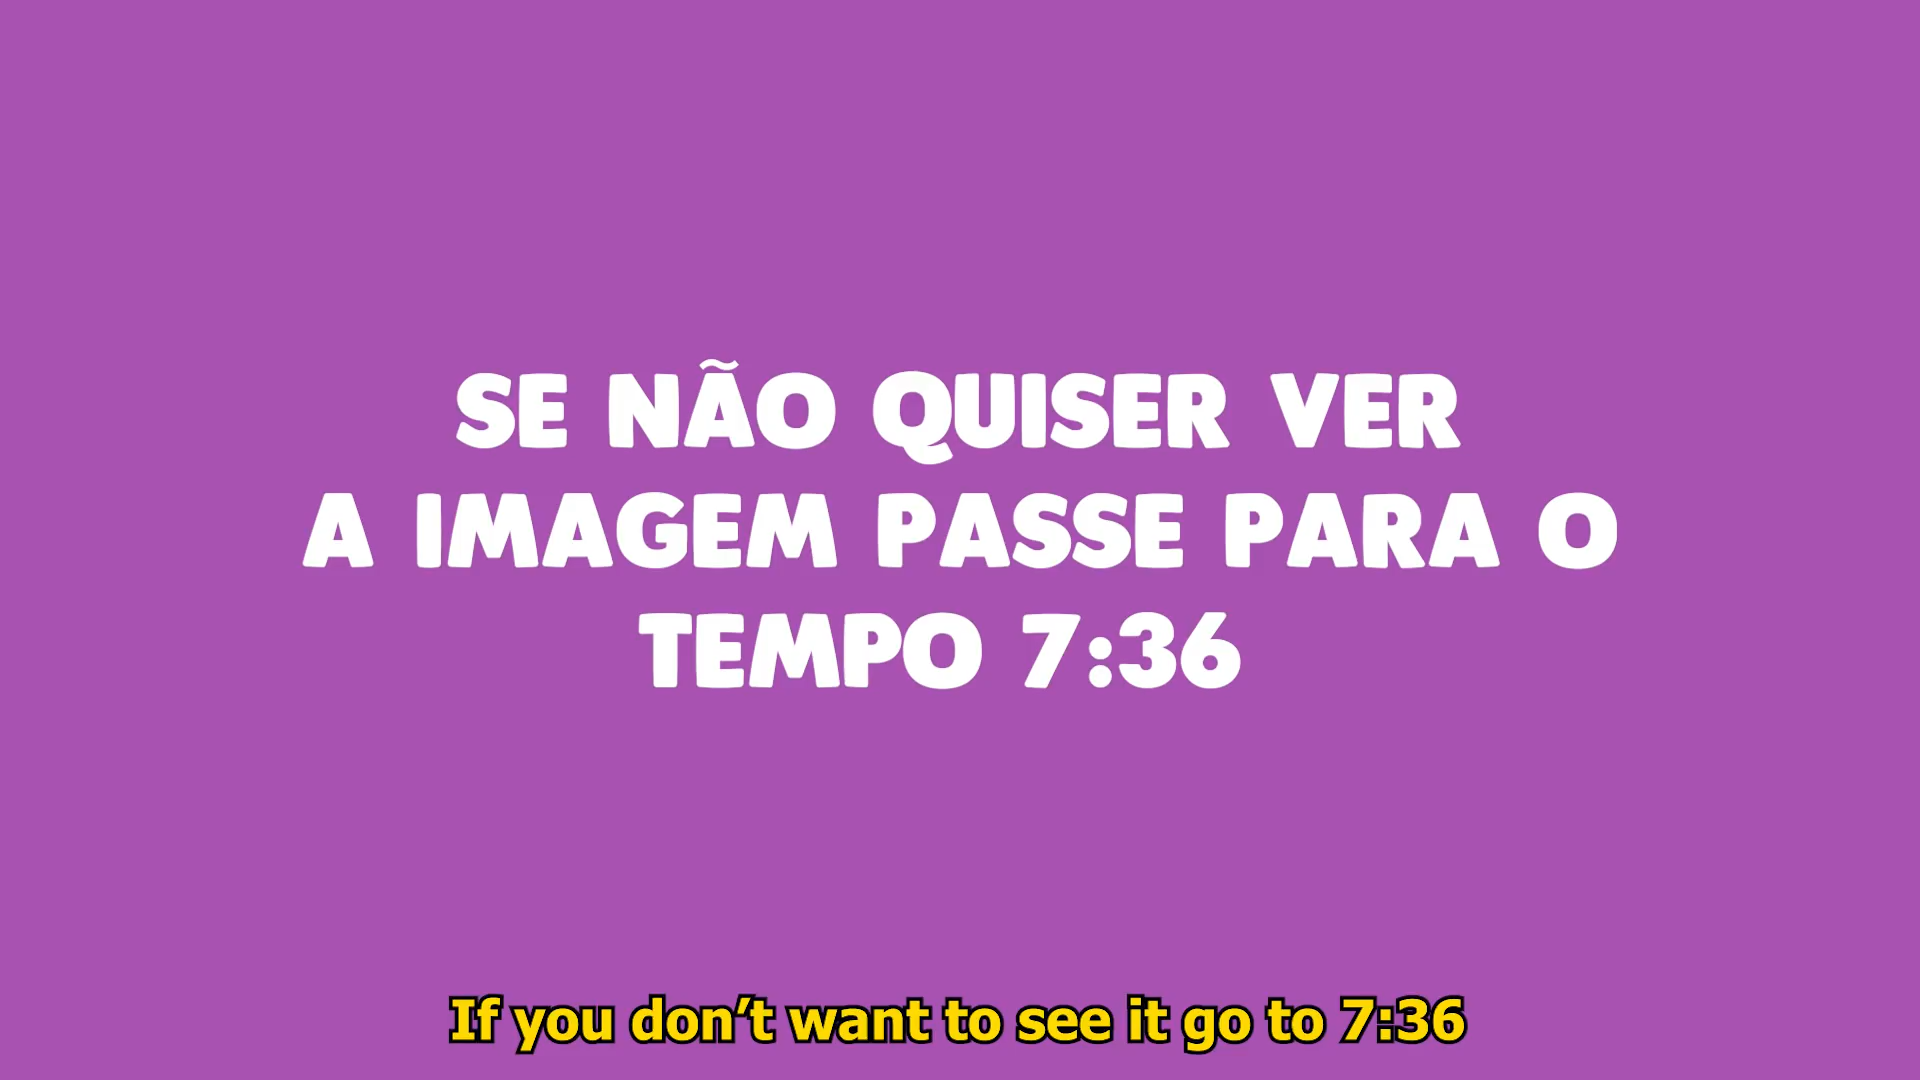 SE NÃO QUISER VER
A IMAGEM PASSE PARA O
TEMPO 7:36
If you don’t want to see it go to 7:36